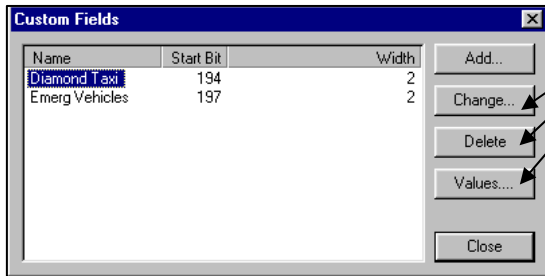 Custom Fields
Name Start Bit Width
Diamond Taxi 194 2
Emerg Vehicles 197 2
Add...
Change...
Delete
Values....
Close